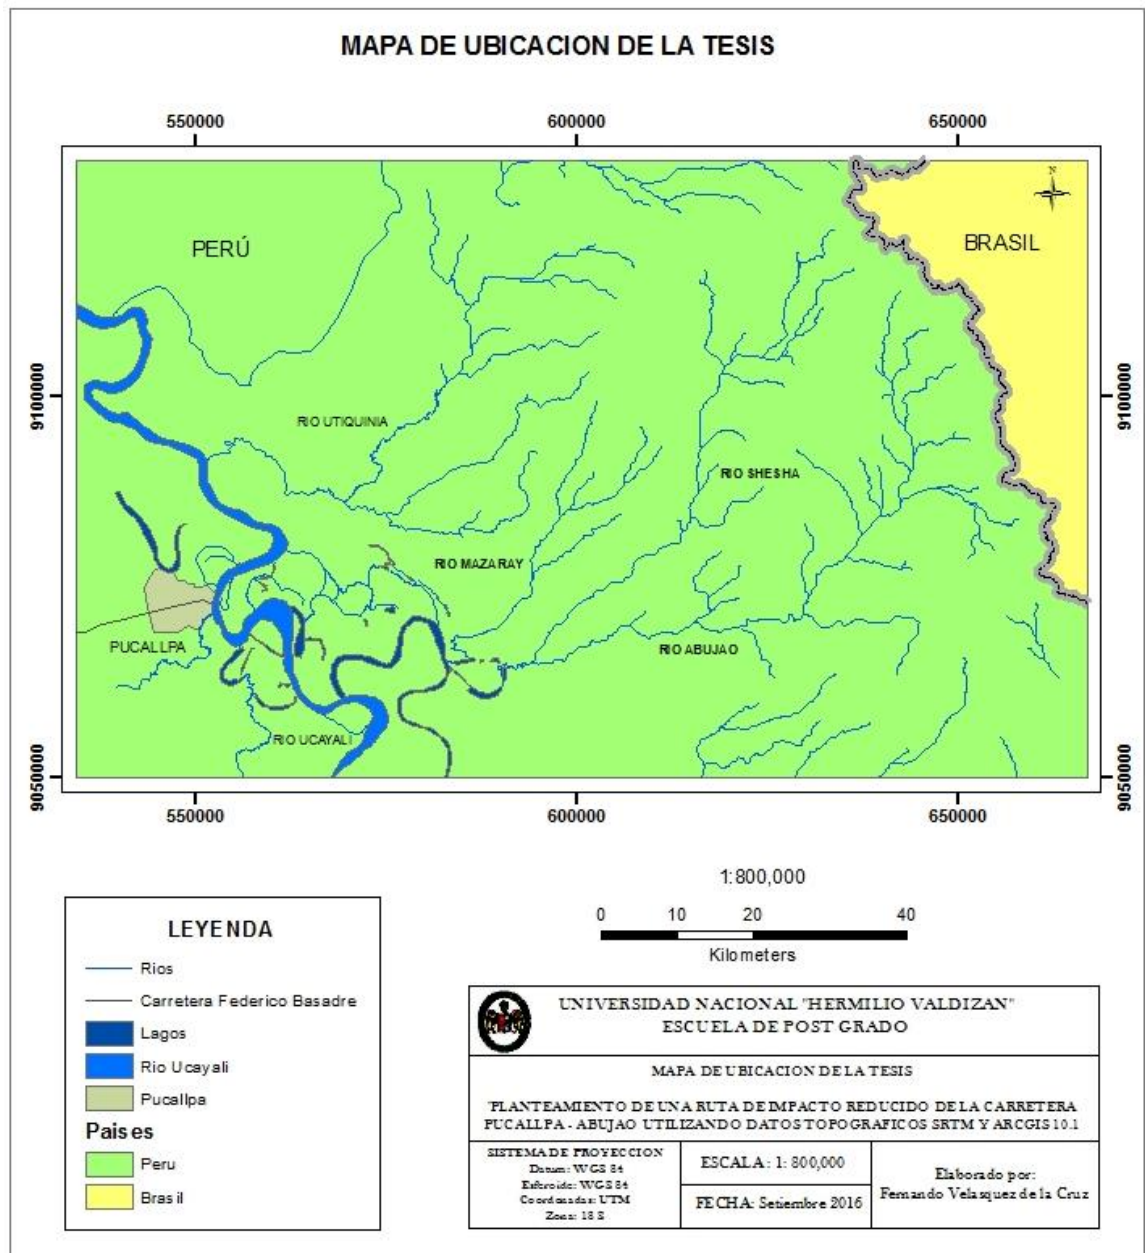 MAPA DE UBICACION DE LA TESIS
550000 600000 650000
N
PERÚ
BRASIL
9100000 9100000
RIO UTIQUINIA
RIO SHESHA
RIO MAZARAY
PUCALLPA
RIO ABUJAO
RIO UCAYALI
9050000 9050000
550000 600000 650000
1:800,000
0 10 20 40
Kilometers
LEYENDA
Rios
Carretera Federico Basadre
Lagos
Rio Ucayali
Pucallpa
Paises
Peru
Brasil
UNIVERSIDAD NACIONAL "HERMILIO VALDIZAN"
ESCUELA DE POST GRADO
MAPA DE UBICACION DE LA TESIS
"PLANTEAMIENTO DE UNA RUTA DE IMPACTO REDUCIDO DE LA CARRETERA
PUCALLPA - ABUJAO UTILIZANDO DATOS TOPOGRAFICOS SRTM Y ARCGIS 10.1
SISTEMA DE PROYECCION
Datum: WGS 84
Esferoide: WGS 84
Coordenadas: UTM
Zona: 18 S
ESCALA: 1: 800,000
FECHA: Setiembre 2016
Elaborado por:
Fernando Velasquez de la Cruz